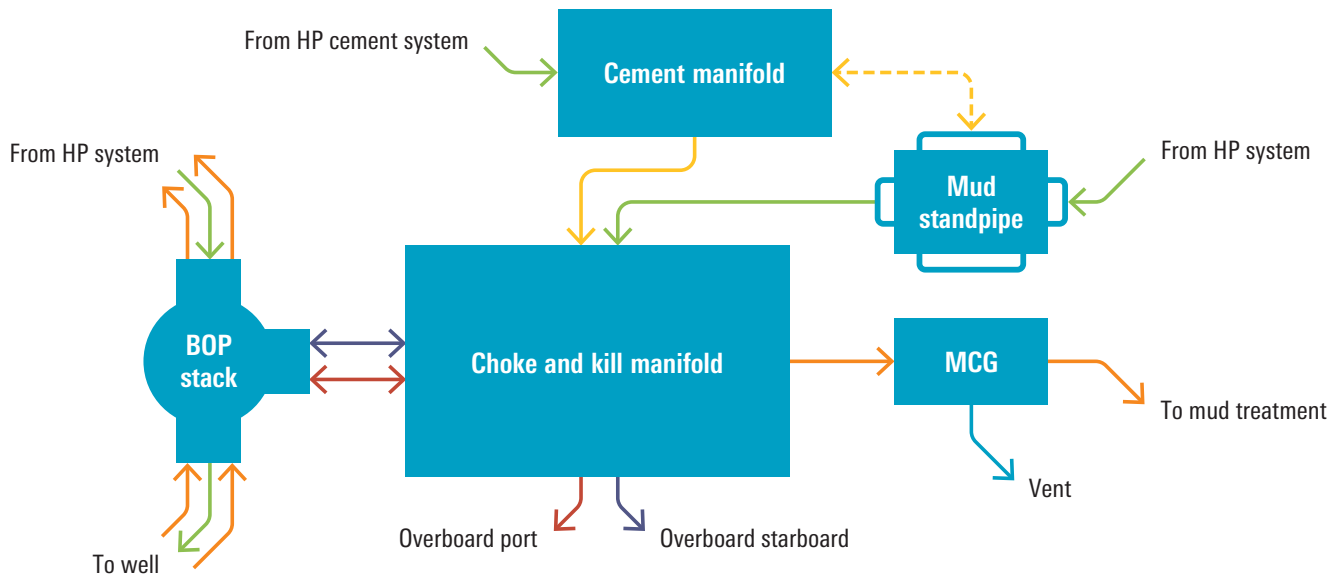 From HP cement system
Cement manifold
From HP system
From HP system
Mud
standpipe
BOP
stack
Choke and kill manifold
MCG
To mud treatment
Vent
Overboard port
Overboard starboard
To well